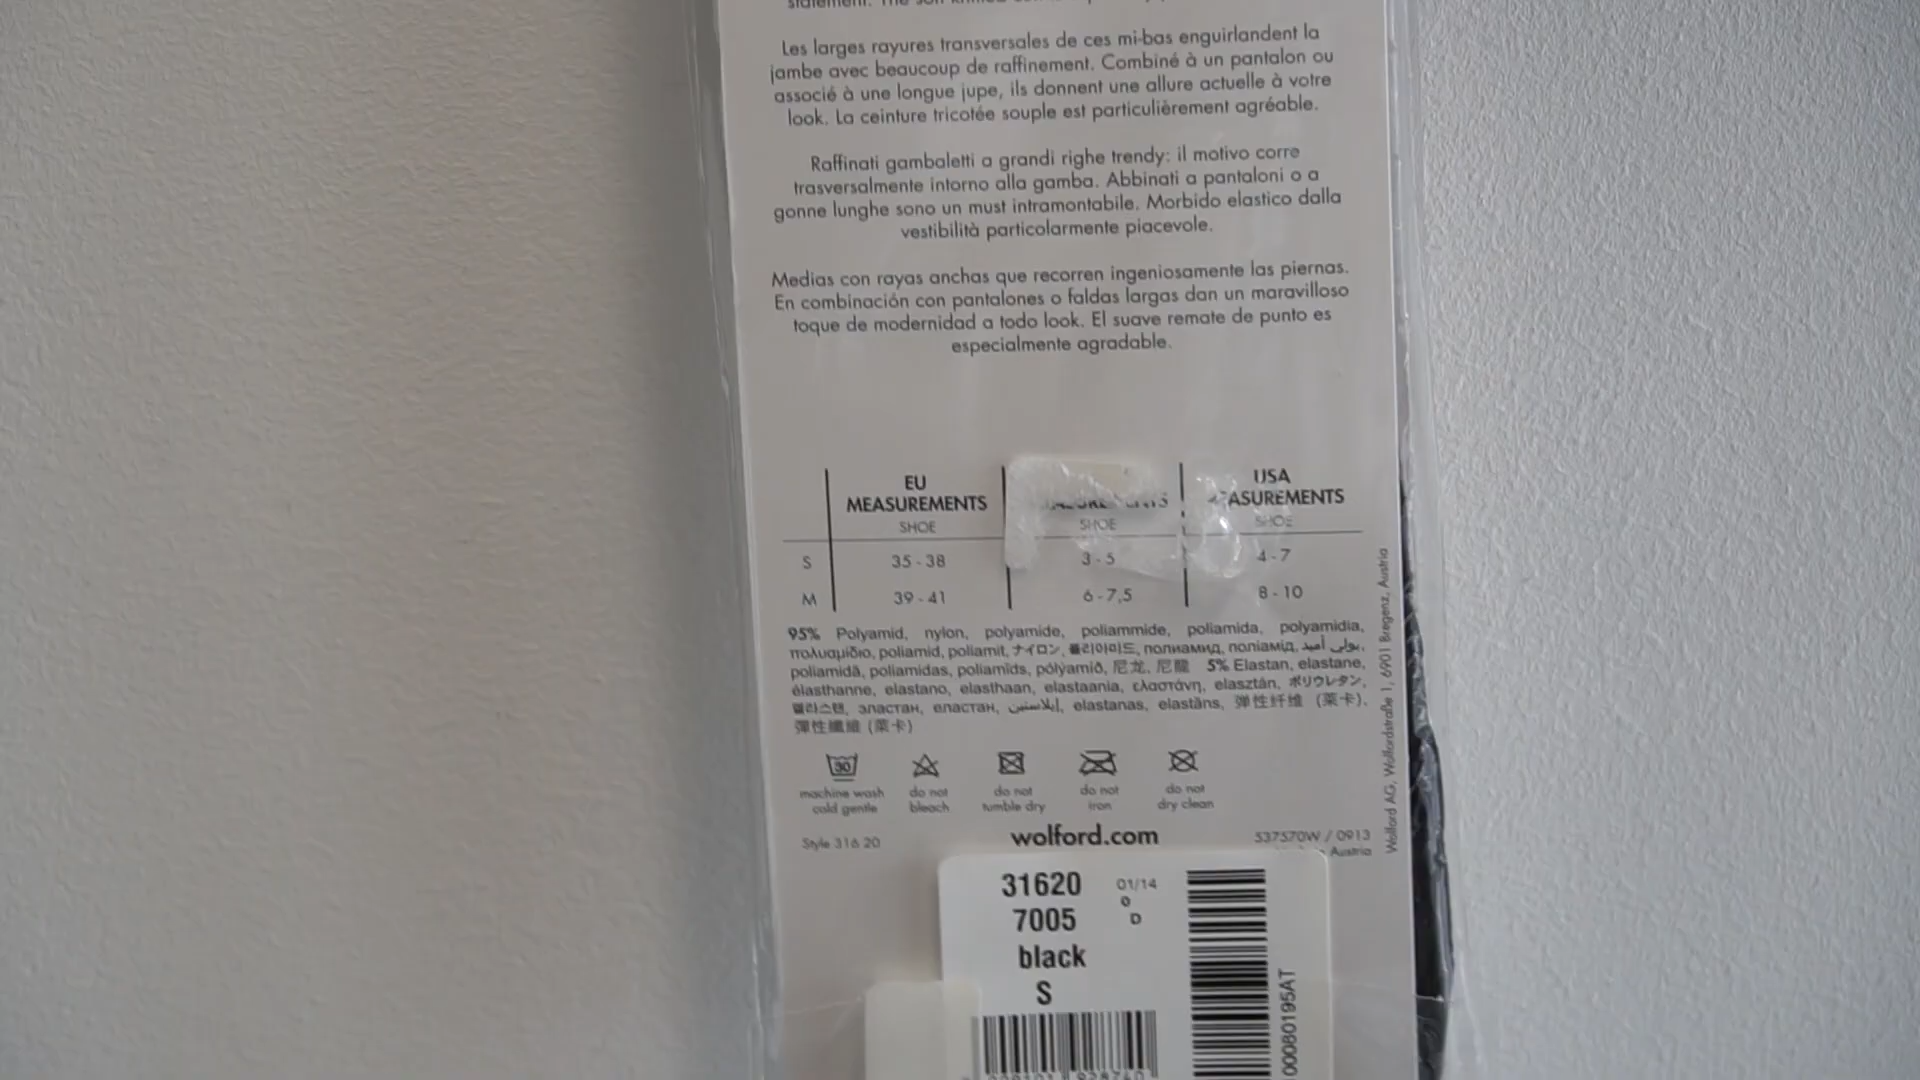 Les larges rayures transversales de ces mi-bas enguirlandent la
jambe avec beaucoup de raffinement. Combiné à un pantalon ou
associé à une longue jupe, ils donnent une allure actuelle à votre
look. La ceinture tricotée souple est particulièrement agréable.
Raffinati gambaletti a grandi righe trendy: il motivo corre
trasversalmente intorno alla gamba. Abbinati a pantaloni o a
gonne lunghe sono un must intramontabile. Morbido elastico dalla
vestibilità particolarmente piacevole.
Medias con rayas anchas que recorren ingeniosamente las piernas.
En combinación con pantalones o faldas largas dan un maravilloso
toque de modernidad a todo look. El suave remate de punto es
especialmente agradable.
EU USA
MEASUREMENTS
SHOE SHOE SHOE
S 35 - 38 3 - 5 4 - 7
M 39 - 41 6 - 7,5 8 - 10
95% Polyamid, nylon, polyamide, poliammide, poliamida, polyamidia,
πολυαμίδιο, poliamid, poliamit, ナイロン, 폴리아미드, полиамид, поліамід, بولي أميد,
poliamidă, poliamidas, poliamīds, pólýamíð, 尼龙, 尼龍 5% Elastan, elastane,
élasthanne, elastano, elasthaan, elastaania, ελαστάνη, elasztán, ポリウレタン,
엘라스탠, эластан, еластан, إيلاستين, elastanas, elastāns, 弹性纤维 (莱卡),
彈性纖維 (萊卡)
30
machine wash do not do not do not do not
cold gentle bleach tumble dry iron dry clean
Style 316 20 wolford.com 537570W / 0913
Austria
Wolford AG, Wolfordstraße 1, 6901 Bregenz, Austria
31620 01/14
7005 0
D
black
S
00080195AT